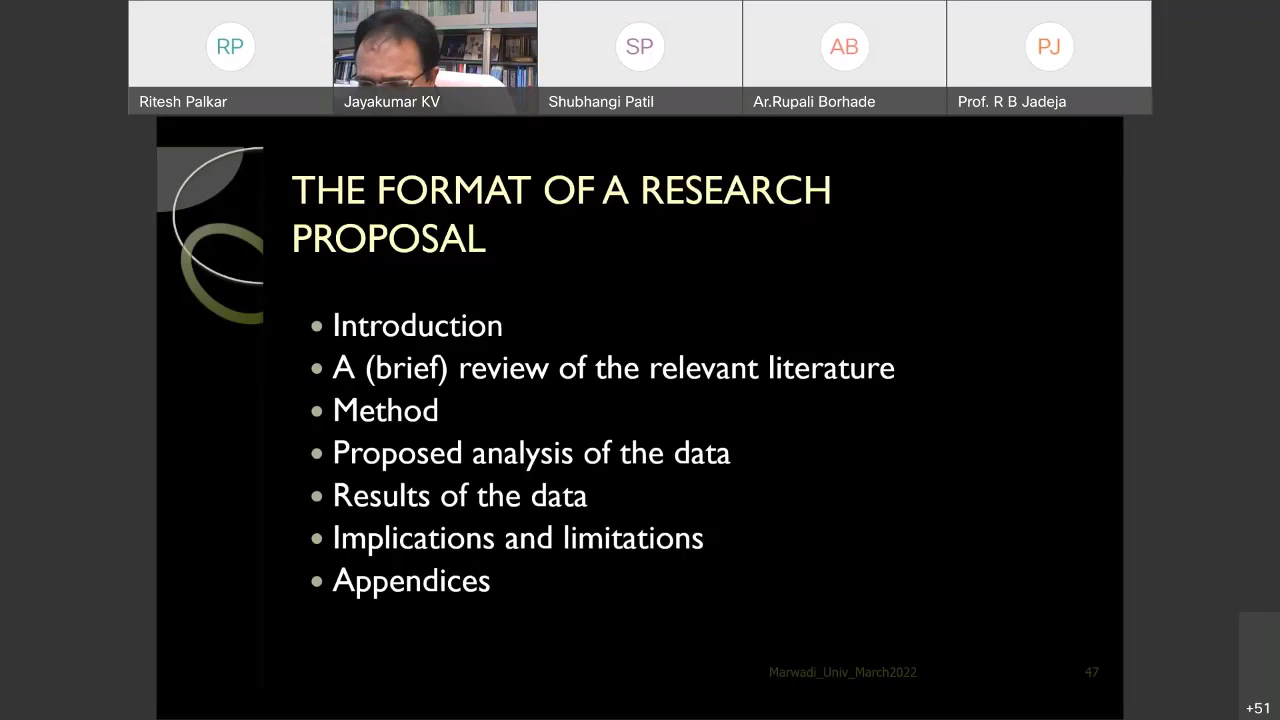 RP
SP
AB
PJ
Ritesh Palkar
Jayakumar KV
Shubhangi Patil
Ar.Rupali Borhade
Prof. R B Jadeja
THE FORMAT OF A RESEARCH
PROPOSAL
• Introduction
• A (brief) review of the relevant literature
• Method
• Proposed analysis of the data
• Results of the data
• Implications and limitations
• Appendices
Marwadi_Univ_March2022
47
+51